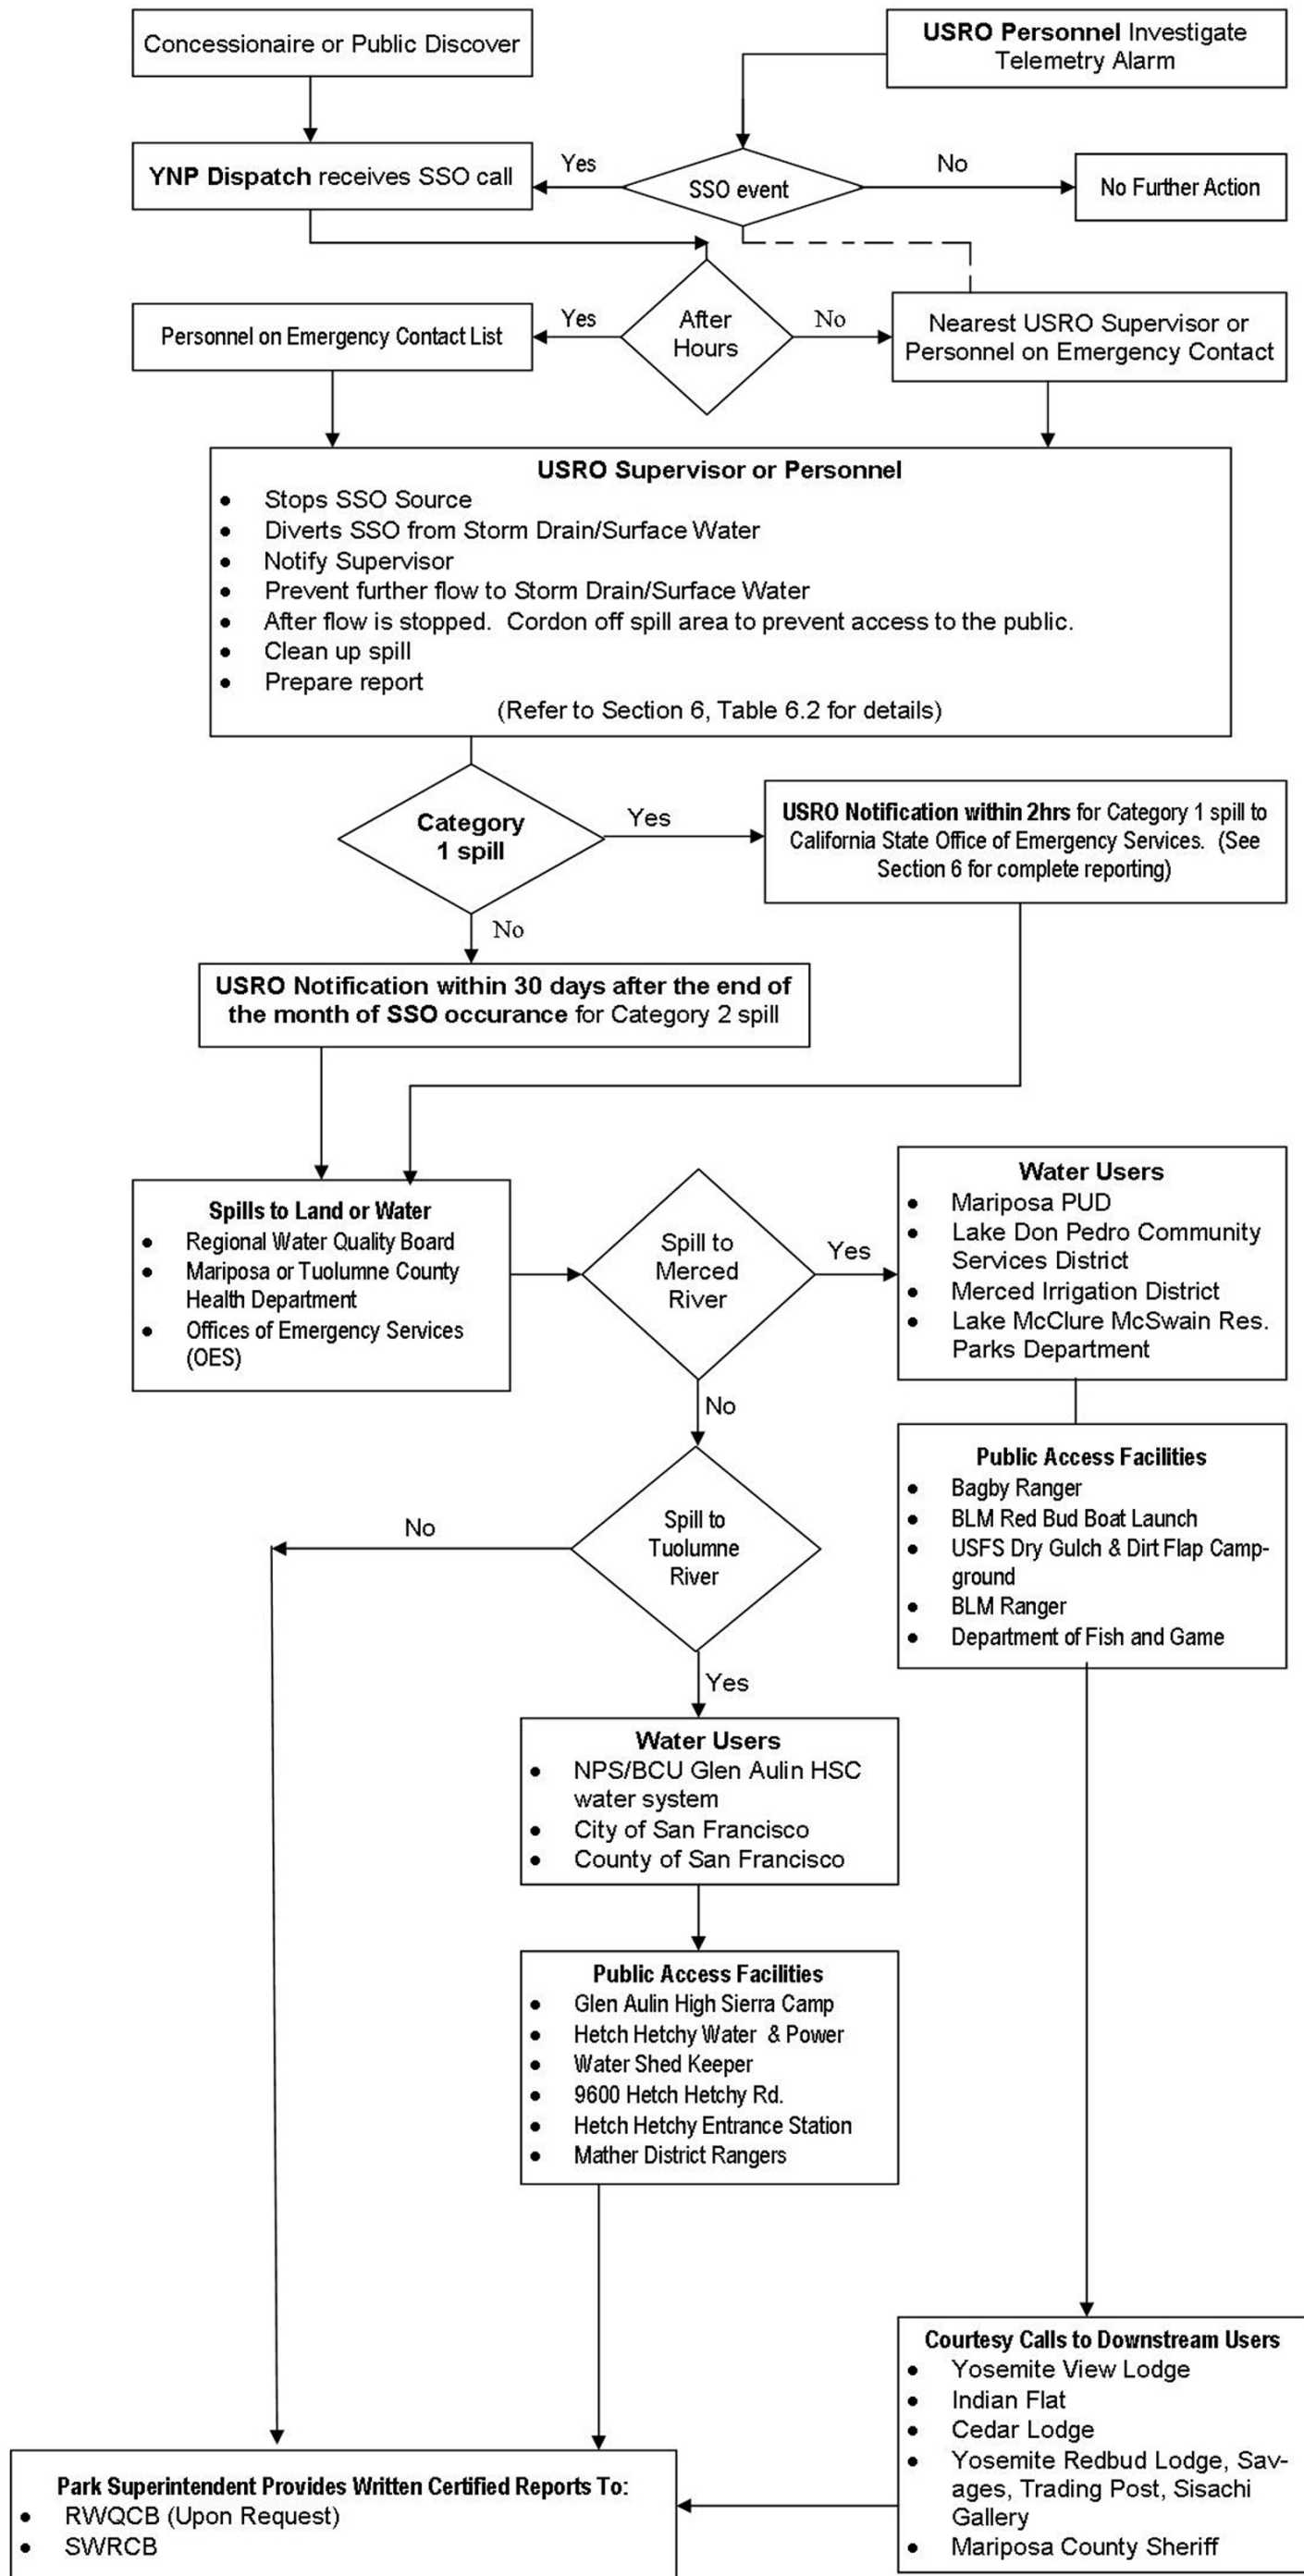 Concessionaire or Public Discover
USRO Personnel Investigate
Telemetry Alarm
YNP Dispatch receives SSO call
Yes
SSO event
No
No Further Action
Personnel on Emergency Contact List
Yes
After
Hours
No
Nearest USRO Supervisor or
Personnel on Emergency Contact
USRO Supervisor or Personnel
• Stops SSO Source
• Diverts SSO from Storm Drain/Surface Water
• Notify Supervisor
• Prevent further flow to Storm Drain/Surface Water
• After flow is stopped. Cordon off spill area to prevent access to the public.
• Clean up spill
• Prepare report
(Refer to Section 6, Table 6.2 for details)
Category
1 spill
Yes
USRO Notification within 2hrs for Category 1 spill to
California State Office of Emergency Services. (See
Section 6 for complete reporting)
No
USRO Notification within 30 days after the end of
the month of SSO occurance for Category 2 spill
Spills to Land or Water
• Regional Water Quality Board
• Mariposa or Tuolumne County
Health Department
• Offices of Emergency Services
(OES)
Spill to
Merced
River
Yes
Water Users
• Mariposa PUD
• Lake Don Pedro Community
Services District
• Merced Irrigation District
• Lake McClure McSwain Res.
Parks Department
No
Public Access Facilities
• Bagby Ranger
• BLM Red Bud Boat Launch
• USFS Dry Gulch & Dirt Flap Camp-
ground
• BLM Ranger
• Department of Fish and Game
No
Spill to
Tuolumne
River
Yes
Water Users
• NPS/BCU Glen Aulin HSC
water system
• City of San Francisco
• County of San Francisco
Public Access Facilities
• Glen Aulin High Sierra Camp
• Hetch Hetchy Water & Power
• Water Shed Keeper
• 9600 Hetch Hetchy Rd.
• Hetch Hetchy Entrance Station
• Mather District Rangers
Courtesy Calls to Downstream Users
• Yosemite View Lodge
• Indian Flat
• Cedar Lodge
• Yosemite Redbud Lodge, Sav-
ages, Trading Post, Sisachi
Gallery
• Mariposa County Sheriff
Park Superintendent Provides Written Certified Reports To:
• RWQCB (Upon Request)
• SWRCB